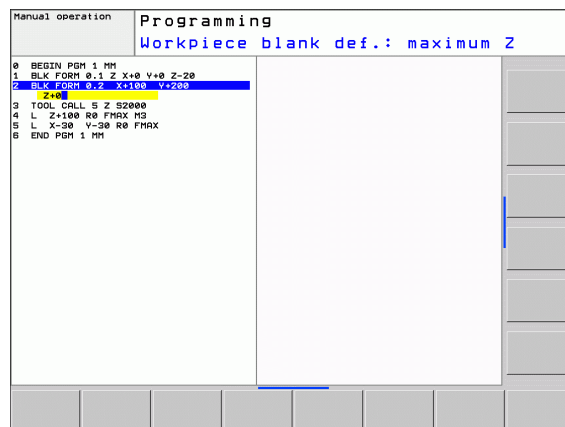 Manual operation
Programming
Workpiece blank def.: maximum Z
0 BEGIN PGM 1 MM
1 BLK FORM 0.1 Z X+0 Y+0 Z-20
2 BLK FORM 0.2 X+100 Y+200
Z+0
3 TOOL CALL 5 Z S2000
4 L Z+100 R0 FMAX M3
5 L X-30 Y-30 R0 FMAX
6 END PGM 1 MM